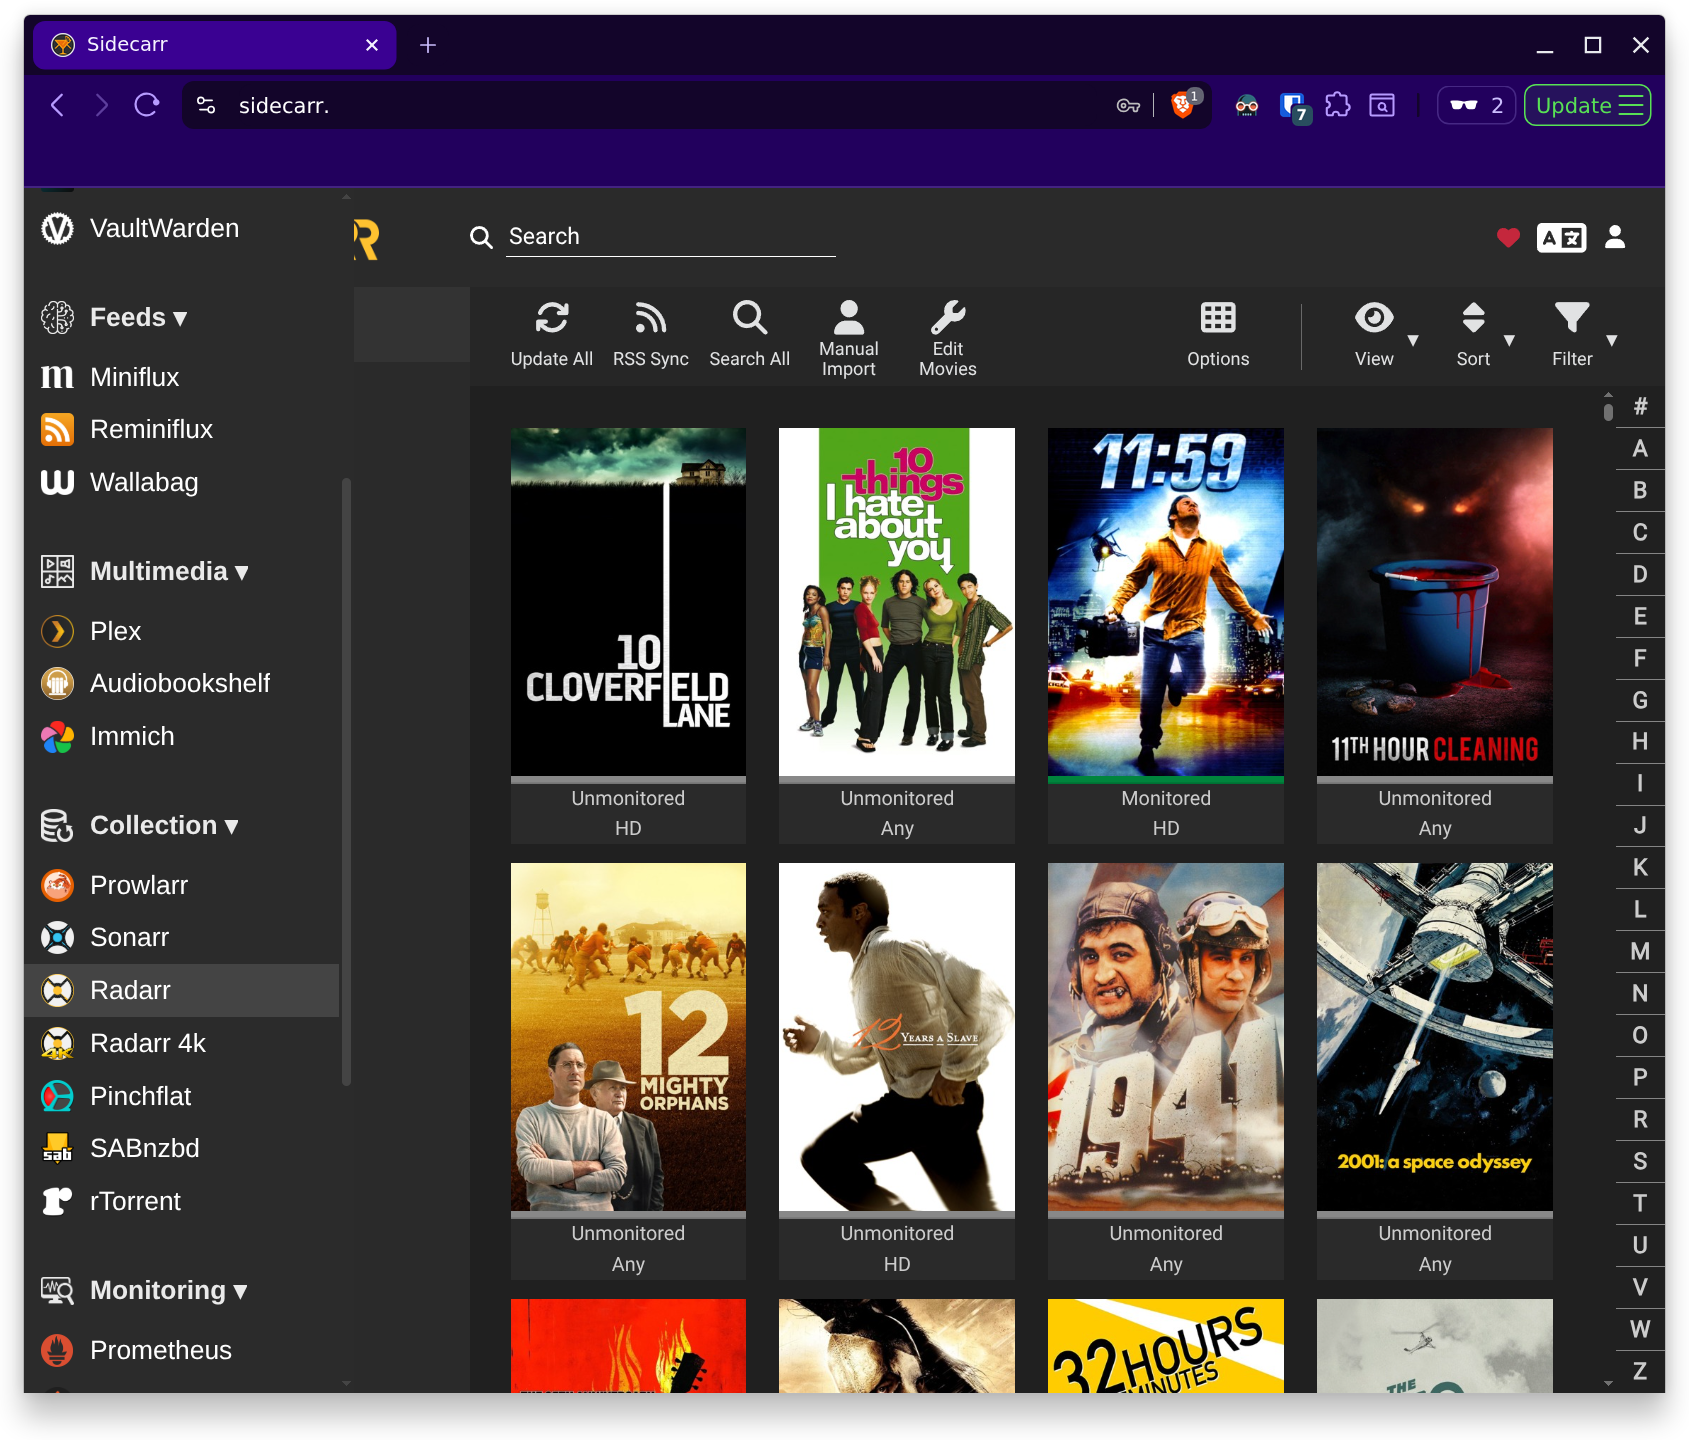 Sidecarr
sidecarr.
1
7
2
Update
VaultWarden
Feeds ▾
Miniflux
Reminiflux
Wallabag
Multimedia ▾
Plex
Audiobookshelf
Immich
Collection ▾
Prowlarr
Sonarr
Radarr
Radarr 4k
Pinchflat
SABnzbd
rTorrent
Monitoring ▾
Prometheus
R
Search
Update All
RSS Sync
Search All
Manual
Import
Edit
Movies
Options
View
Sort
Filter
10
CLOVERFIELD
LANE
Unmonitored
HD
10
things
I hate
about
you
Unmonitored
Any
11:59
Monitored
HD
11TH HOUR CLEANING
Unmonitored
Any
12
MIGHTY
ORPHANS
Unmonitored
Any
12 YEARS A SLAVE
Unmonitored
HD
1941
Unmonitored
Any
2001: a space odyssey
Unmonitored
Any
32 HOURS
MINUTES
THE
#
A
B
C
D
E
F
G
H
I
J
K
L
M
N
O
P
R
S
T
U
V
W
Z